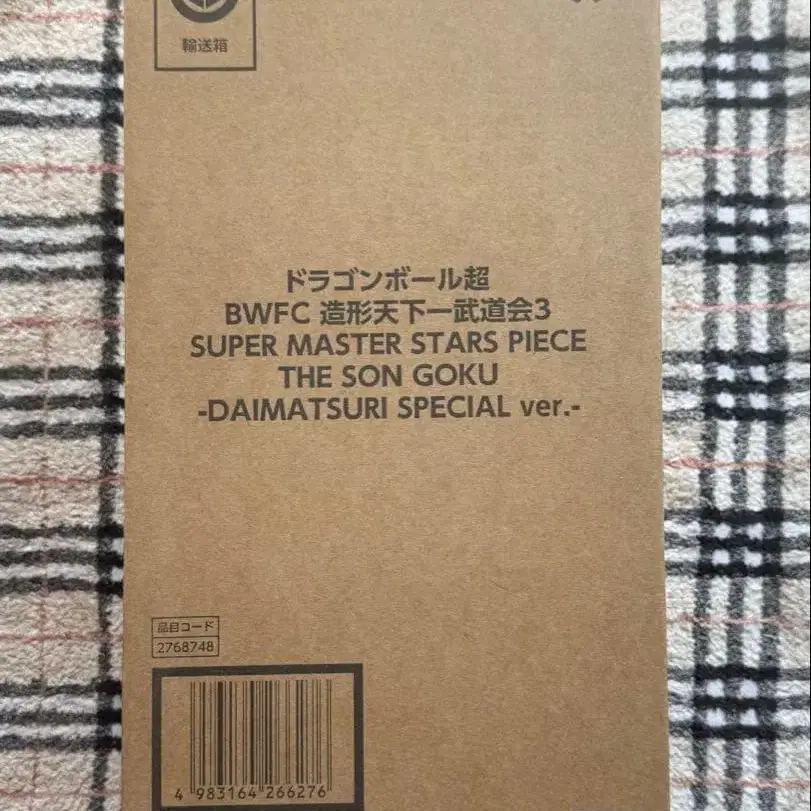 輸送箱
ドラゴンボール超
BWFC 造形天下一武道会3
SUPER MASTER STARS PIECE
THE SON GOKU
-DAIMATSURI SPECIAL ver.-
品目コード
2768748
4 983164 266276